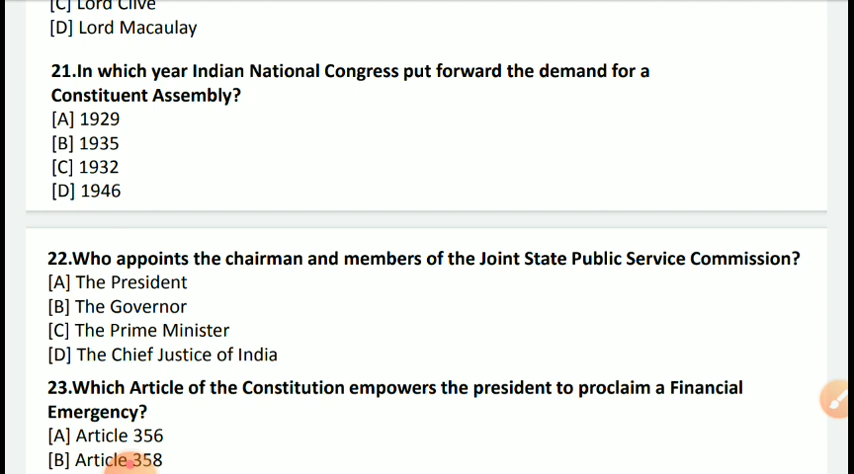 [C] Lord Clive
[D] Lord Macaulay
21.In which year Indian National Congress put forward the demand for a
Constituent Assembly?
[A] 1929
[B] 1935
[C] 1932
[D] 1946
22.Who appoints the chairman and members of the Joint State Public Service Commission?
[A] The President
[B] The Governor
[C] The Prime Minister
[D] The Chief Justice of India
23.Which Article of the Constitution empowers the president to proclaim a Financial
Emergency?
[A] Article 356
[B] Article 358